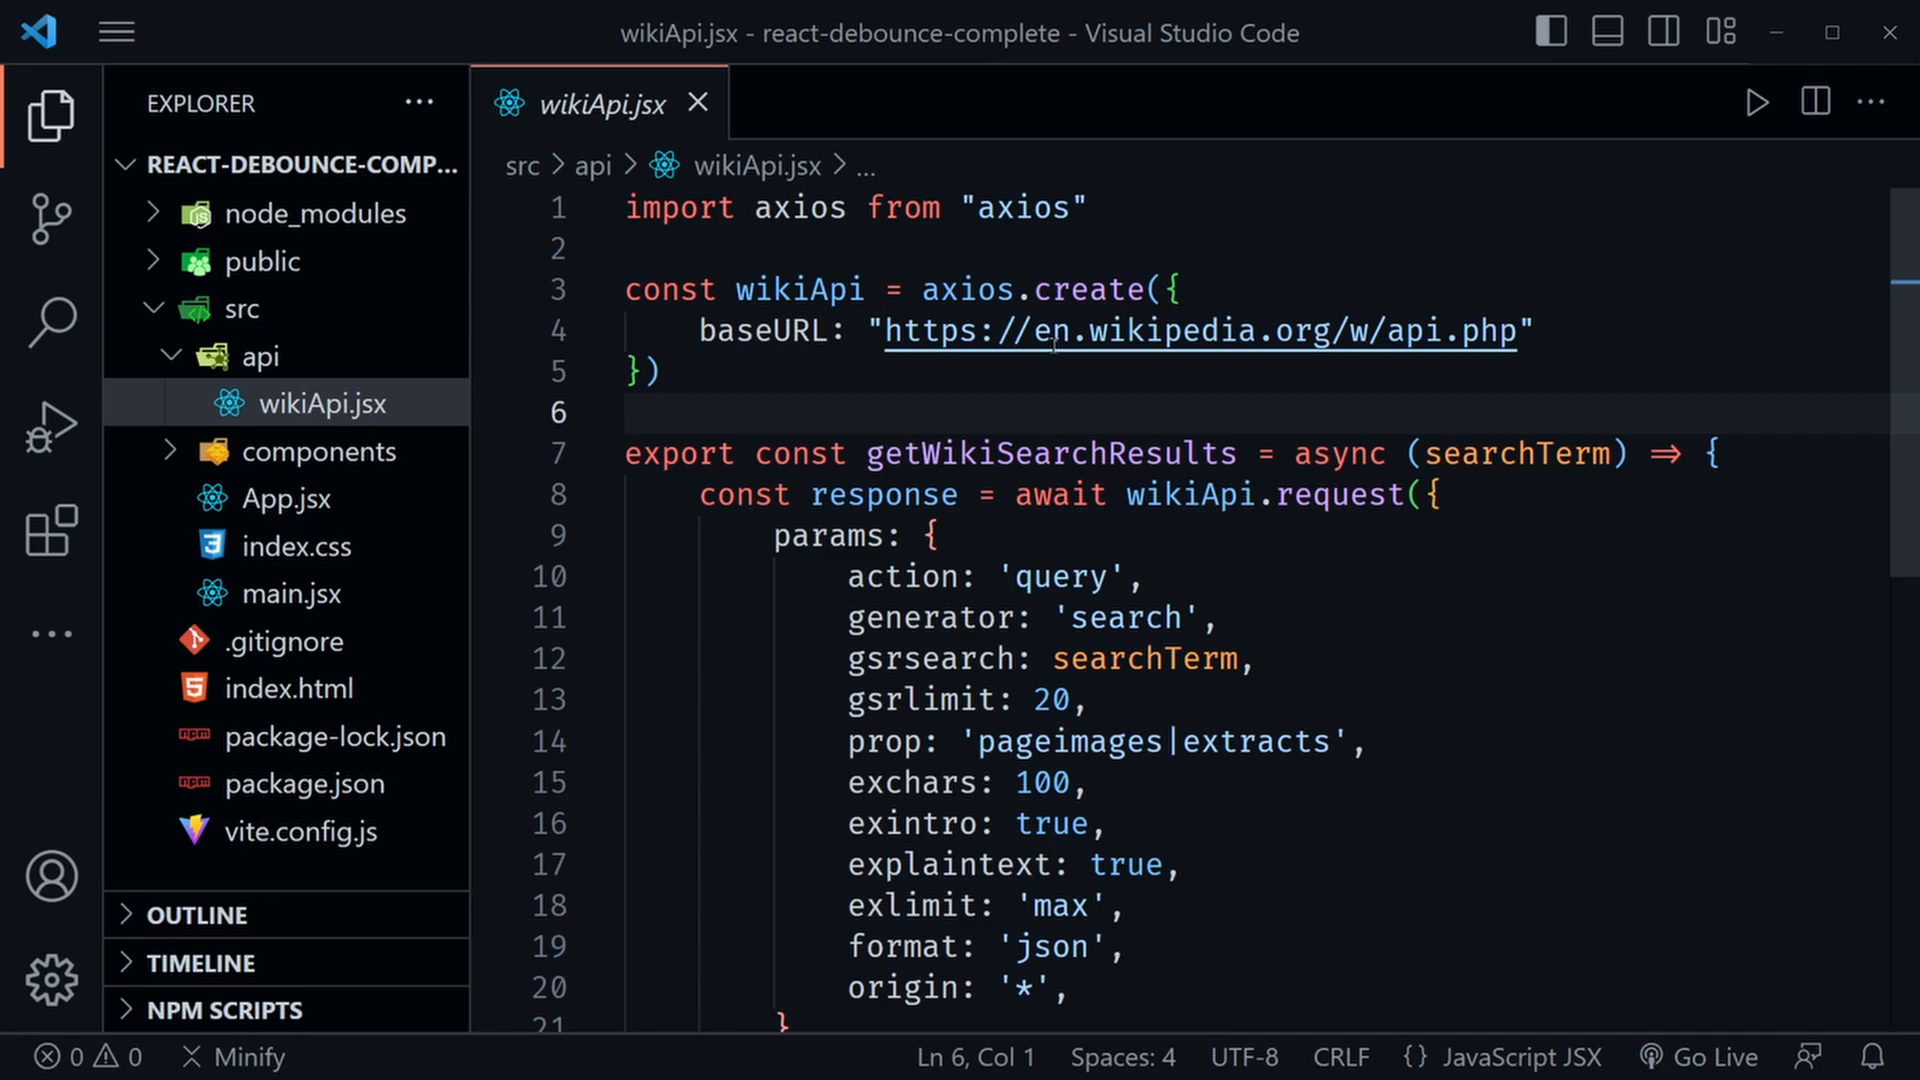 wikiApi.jsx - react-debounce-complete - Visual Studio Code
EXPLORER
REACT-DEBOUNCE-COMP...
node_modules
public
src
api
wikiApi.jsx
components
App.jsx
index.css
main.jsx
.gitignore
index.html
package-lock.json
package.json
vite.config.js
OUTLINE
TIMELINE
NPM SCRIPTS
wikiApi.jsx
src > api > wikiApi.jsx > ...
1 import axios from "axios"
2
3 const wikiApi = axios.create({
4 baseURL: "https://en.wikipedia.org/w/api.php"
5 })
6
7 export const getWikiSearchResults = async (searchTerm) => {
8 const response = await wikiApi.request({
9 params: {
10 action: 'query',
11 generator: 'search',
12 gsrsearch: searchTerm,
13 gsrlimit: 20,
14 prop: 'pageimages|extracts',
15 exchars: 100,
16 exintro: true,
17 explaintext: true,
18 exlimit: 'max',
19 format: 'json',
20 origin: '*',
21 }
0 0 Minify Ln 6, Col 1 Spaces: 4 UTF-8 CRLF {} JavaScript JSX Go Live